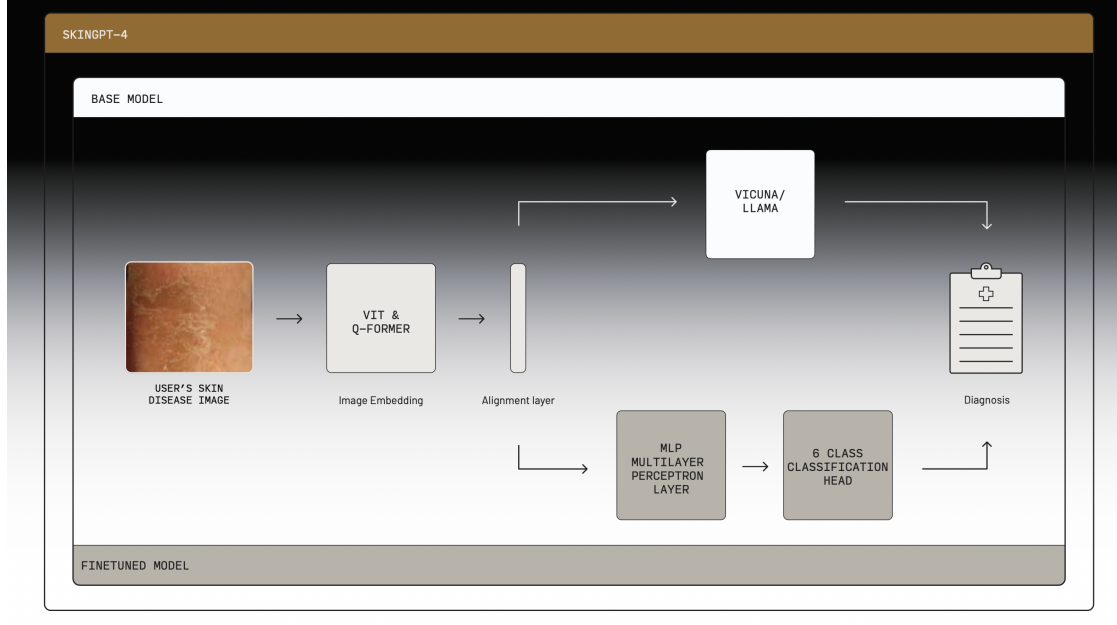 SKINGPT-4
BASE MODEL
VICUNA/
LLAMA
VIT &
Q-FORMER
USER'S SKIN
DISEASE IMAGE
Image Embedding
Alignment layer
Diagnosis
MLP
MULTILAYER
PERCEPTRON
LAYER
6 CLASS
CLASSIFICATION
HEAD
FINETUNED MODEL